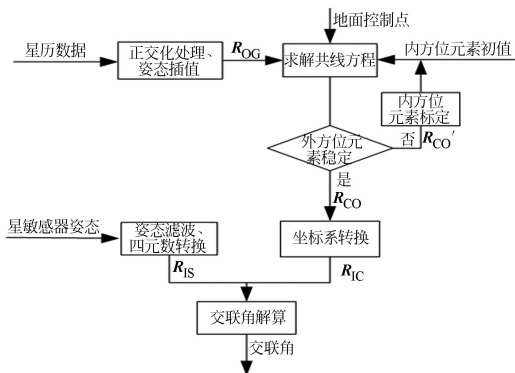 地面控制点
星历数据
正交化处理、
姿态插值
R_OG
求解共线方程
内方位元素初值
内方位
元素标定
外方位元
素稳定
否
R_CO′
是
R_CO
星敏感器姿态
姿态滤波、
四元数转换
坐标系转换
R_IS
R_IC
交联角解算
交联角